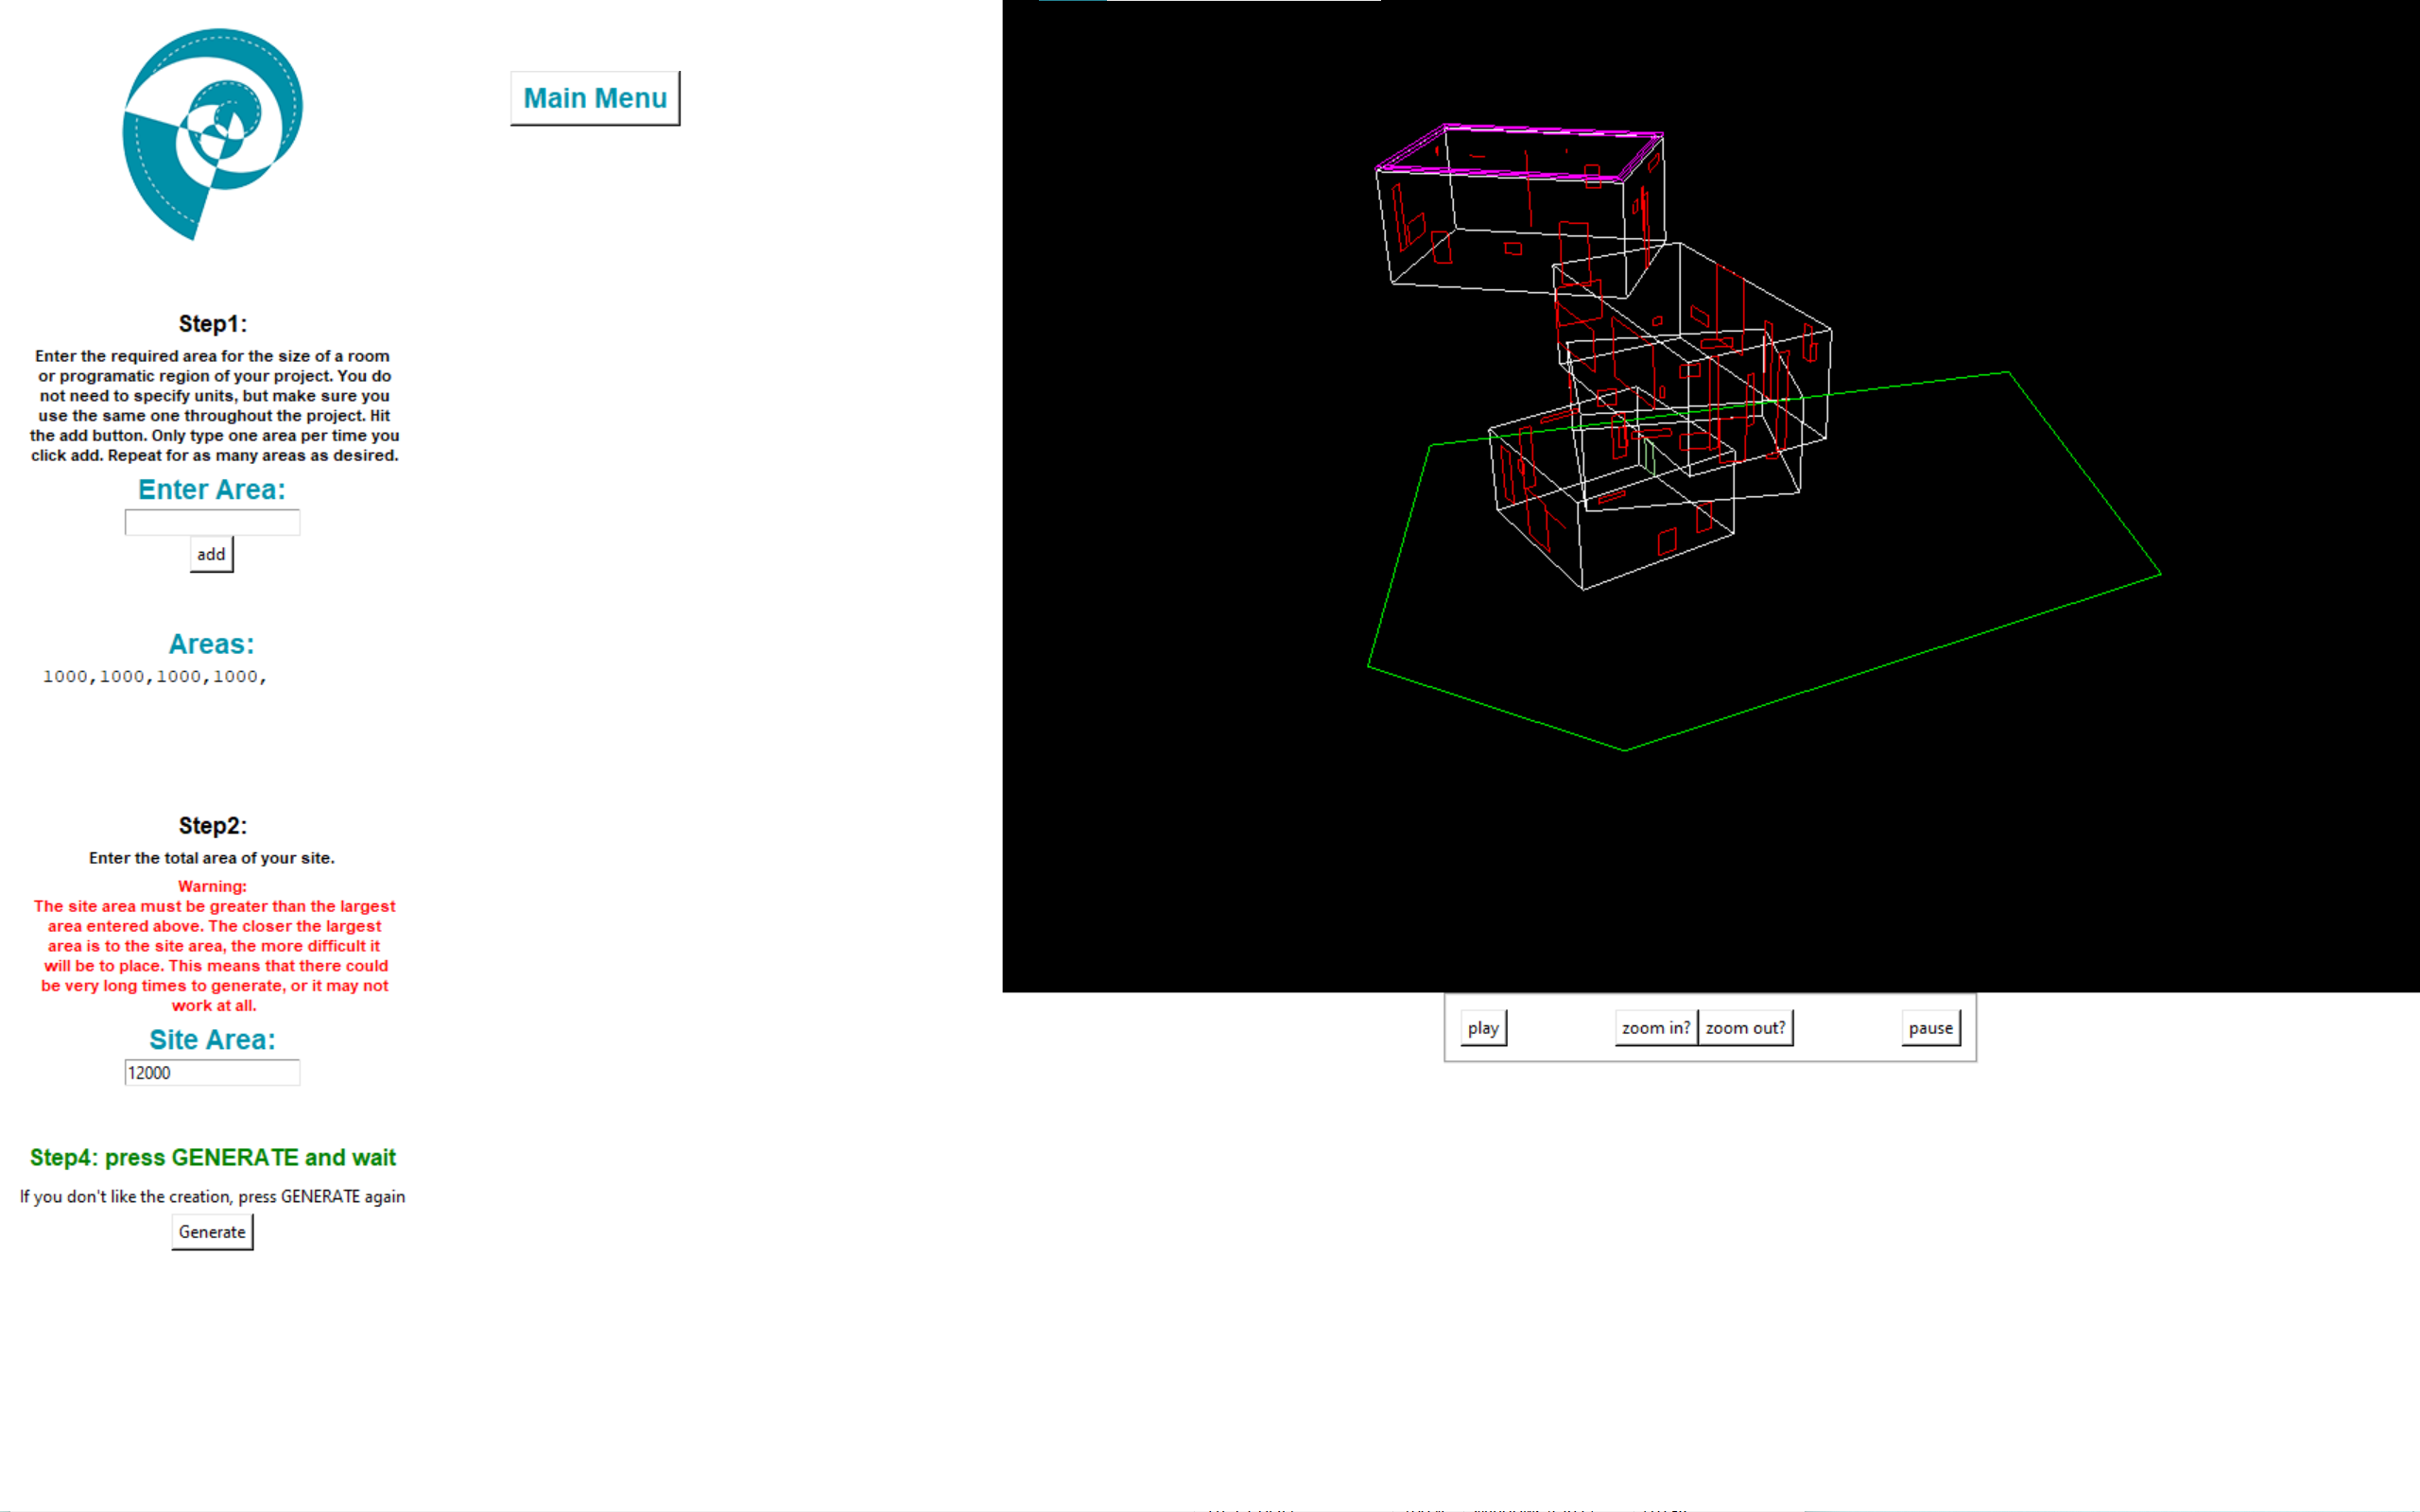 Main Menu
Step1:
Enter the required area for the size of a room
or programatic region of your project. You do
not need to specify units, but make sure you
use the same one throughout the project. Hit
the add button. Only type one area per time you
click add. Repeat for as many areas as desired.
Enter Area:
add
Areas:
1000,1000,1000,1000,
Step2:
Enter the total area of your site.
Warning:
The site area must be greater than the largest
area entered above. The closer the largest
area is to the site area, the more difficult it
will be to place. This means that there could
be very long times to generate, or it may not
work at all.
Site Area:
12000
Step4: press GENERATE and wait
If you don't like the creation, press GENERATE again
Generate
play
zoom in?
zoom out?
pause